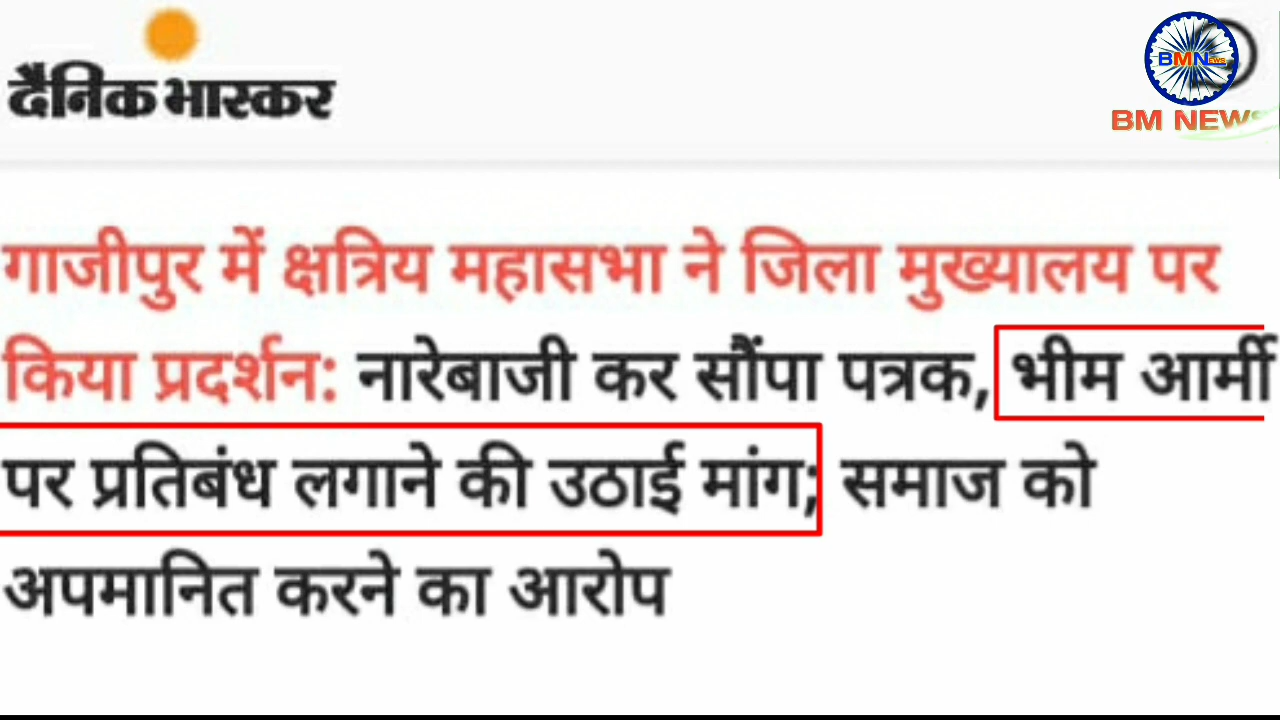 दैनिक भास्कर
BMNEWS
BM NEWS
गाजीपुर में क्षत्रिय महासभा ने जिला मुख्यालय पर
किया प्रदर्शन: नारेबाजी कर सौंपा पत्रक, भीम आर्मी
पर प्रतिबंध लगाने की उठाई मांग; समाज को
अपमानित करने का आरोप